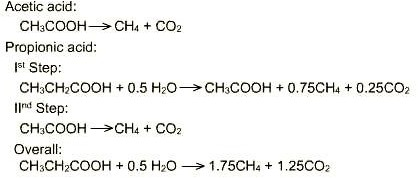 Acetic acid:
CH₃COOH⟶CH₄ + CO₂
Propionic acid:
Iˢᵗ Step:
CH₃CH₂COOH + 0.5 H₂O⟶CH₃COOH + 0.75CH₄ + 0.25CO₂
IIⁿᵈ Step:
CH₃COOH ⟶CH₄ + CO₂
Overall:
CH₃CH₂COOH + 0.5 H₂O ⟶ 1.75CH₄ + 1.25CO₂